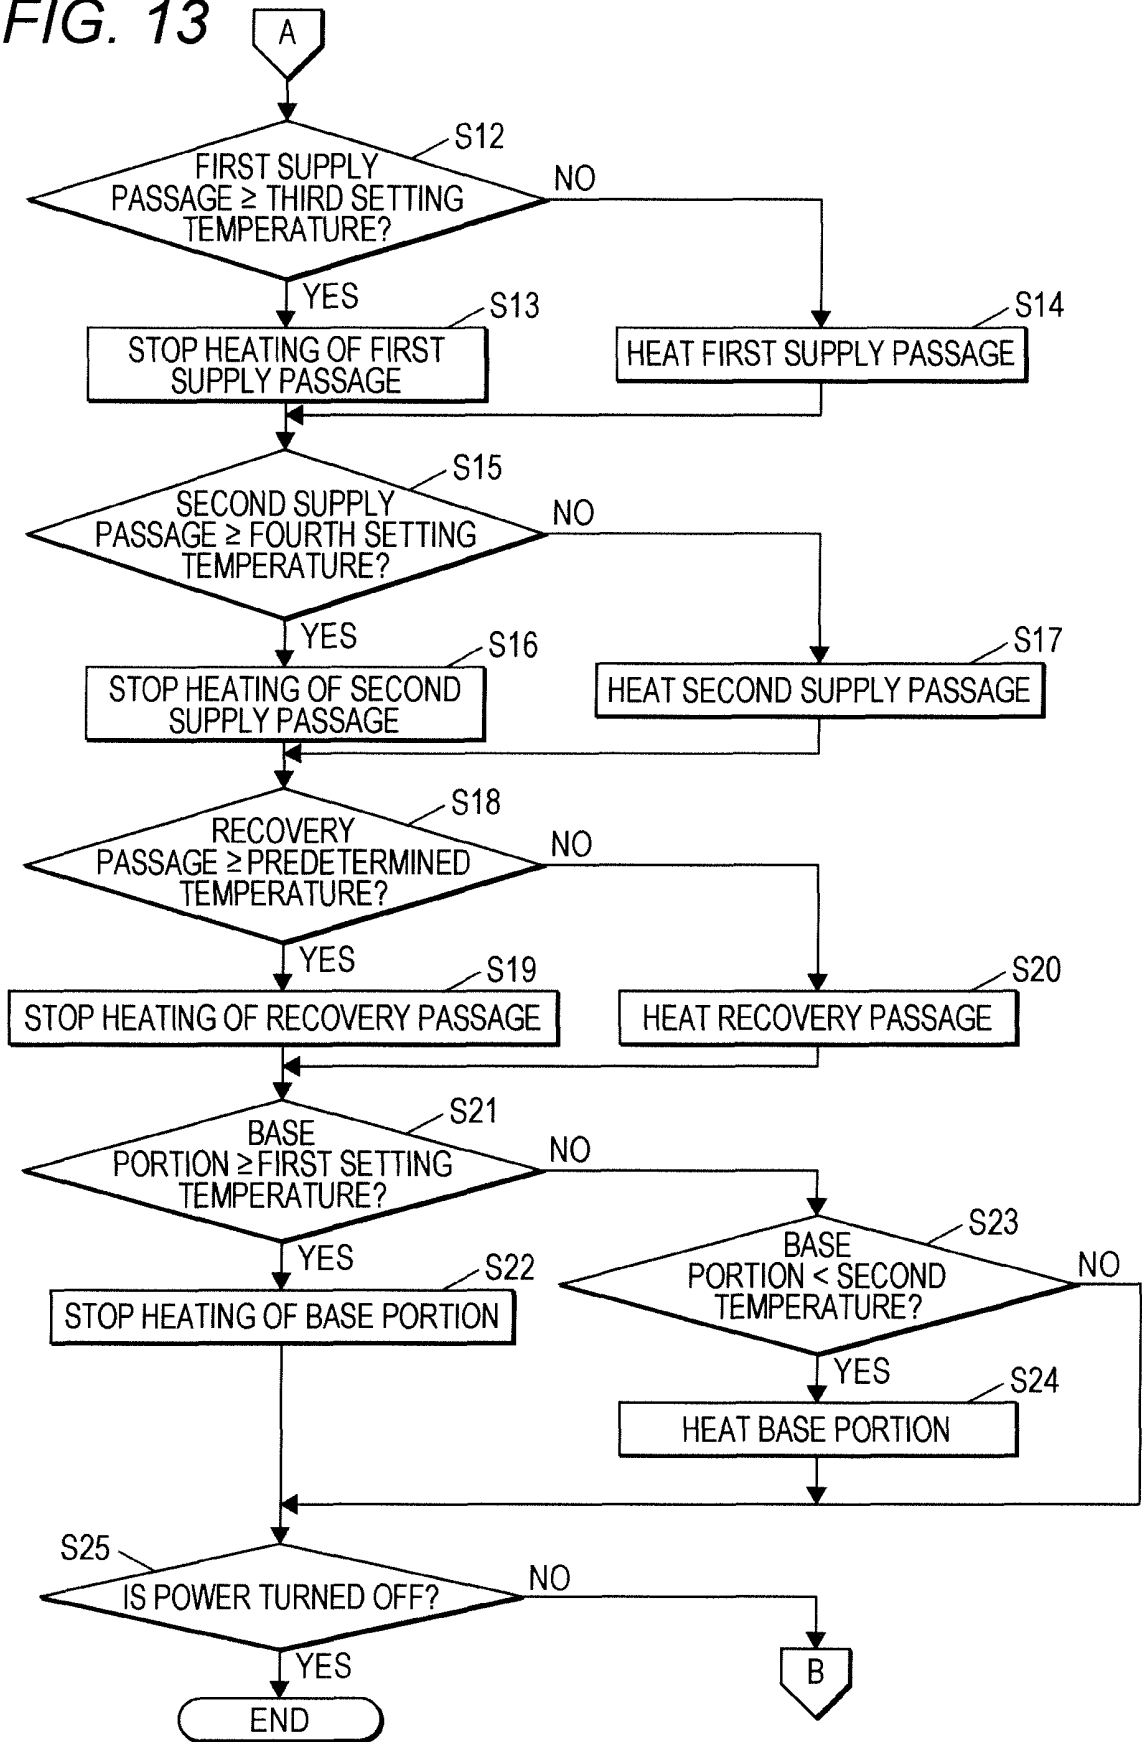 FIG. 13
A
S12
FIRST SUPPLY
PASSAGE ≥ THIRD SETTING
TEMPERATURE?
NO
YES
S13
STOP HEATING OF FIRST
SUPPLY PASSAGE
S14
HEAT FIRST SUPPLY PASSAGE
S15
SECOND SUPPLY
PASSAGE ≥ FOURTH SETTING
TEMPERATURE?
NO
YES
S16
STOP HEATING OF SECOND
SUPPLY PASSAGE
S17
HEAT SECOND SUPPLY PASSAGE
S18
RECOVERY
PASSAGE ≥ PREDETERMINED
TEMPERATURE?
NO
YES
S19
STOP HEATING OF RECOVERY PASSAGE
S20
HEAT RECOVERY PASSAGE
S21
BASE
PORTION ≥ FIRST SETTING
TEMPERATURE?
NO
YES
S22
STOP HEATING OF BASE PORTION
S23
BASE
PORTION < SECOND
TEMPERATURE?
NO
YES
S24
HEAT BASE PORTION
S25
IS POWER TURNED OFF?
NO
YES
B
END